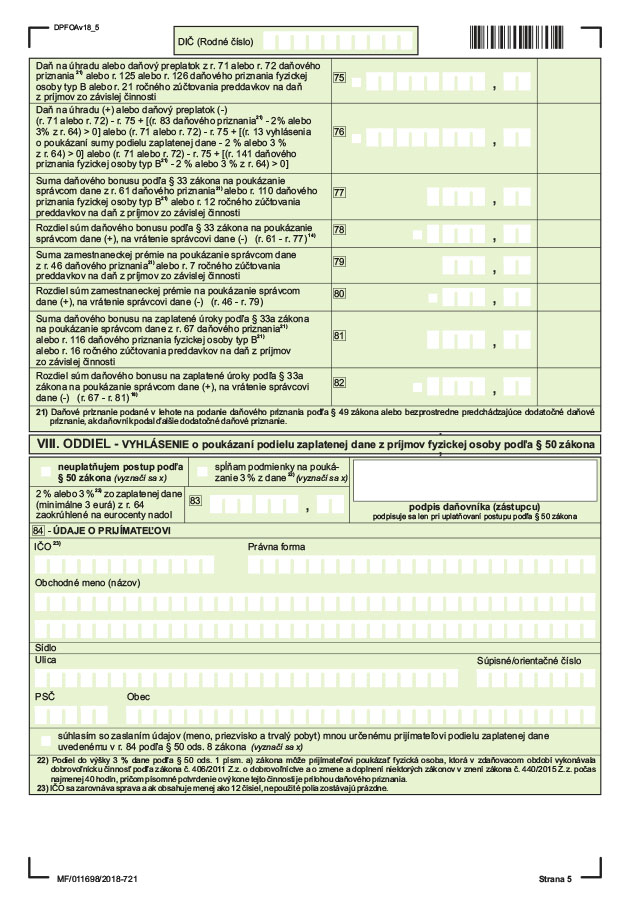 DPFOAv18_5
DIČ (Rodné číslo)
Daň na úhradu alebo daňový preplatok z r. 71 alebo r. 72 daňového
priznania 21) alebo r. 125 alebo r. 126 daňového priznania fyzickej
osoby typ B alebo r. 21 ročného zúčtovania preddavkov na daň
z príjmov zo závislej činnosti
75
,
Daň na úhradu (+) alebo daňový preplatok (-)
(r. 71 alebo r. 72) - r. 75 + [(r. 83 daňového priznania21) - 2% alebo
3% z r. 64) > 0] alebo (r. 71 alebo r. 72) - r. 75 + [(r. 13 vyhlásenia
o poukázaní sumy podielu zaplatenej dane - 2 % alebo 3 %
z r. 64) > 0] alebo (r. 71 alebo r. 72) - r. 75 + [(r. 141 daňového
priznania fyzickej osoby typ B21) - 2 % alebo 3 % z r. 64) > 0]
76
,
Suma daňového bonusu podľa § 33 zákona na poukázanie
správcom dane z r. 61 daňového priznania21) alebo r. 110 daňového
priznania fyzickej osoby typ B21) alebo r. 12 ročného zúčtovania
preddavkov na daň z príjmov zo závislej činnosti
77
,
Rozdiel súm daňového bonusu podľa § 33 zákona na poukázanie
správcom dane (+), na vrátenie správcovi dane (-) (r. 61 - r. 77)14)
78
,
Suma zamestnaneckej prémie na poukázanie správcom dane
z r. 46 daňového priznania21) alebo r. 7 ročného zúčtovania
preddavkov na daň z príjmov zo závislej činnosti
79
,
Rozdiel súm zamestnaneckej prémie na poukázanie správcom
dane (+), na vrátenie správcovi dane (-) (r. 46 - r. 79)
80
,
Suma daňového bonusu na zaplatené úroky podľa § 33a zákona
na poukázanie správcom dane z r. 67 daňového priznania21)
alebo r. 116 daňového priznania fyzickej osoby typ B21)
alebo r. 16 ročného zúčtovania preddavkov na daň z príjmov
zo závislej činnosti
81
,
Rozdiel súm daňového bonusu na zaplatené úroky podľa § 33a
zákona na poukázanie správcom dane (+), na vrátenie správcovi
dani (-) (r. 67 - r. 81)
82
,
21) Daňové priznanie podané v lehote na podanie daňového priznania podľa § 49 zákona alebo bezprostredne predchádzajúce dodatočné daňové
priznanie, ak daňovník podal ďalšie dodatočné daňové priznanie.
VIII. ODDIEL - VYHLÁSENIE o poukázaní podielu zaplatenej dane z príjmov fyzickej osoby podľa § 50 zákona
neuplatňujem postup podľa
§ 50 zákona (vyznačí sa x)
spĺňam podmienky na pouká-
zanie 3% z dane22) (vyznačí sa x)
2 % alebo 3 %22) zo zaplatenej dane
(minimálne 3 eurá) z r. 64
zaokrúhlené na eurocenty nadol
83
,
podpis daňovníka (zástupcu)
podpisuje sa len pri uplatňovaní postupu podľa § 50 zákona
84 - ÚDAJE O PRIJÍMATEĽOVI
IČO 23)
Právna forma
Obchodné meno (názov)
Sídlo
Ulica
Súpisné/orientačné číslo
PSČ
Obec
súhlasím so zaslaním údajov (meno, priezvisko a trvalý pobyt) mnou určenému prijímateľovi podielu zaplatenej dane
uvedenému v r. 84 podľa § 50 ods. 8 zákona (vyznačí sa x)
22) Podiel do výšky 3 % dane podľa § 50 ods. 1 písm. a) zákona môže prijímateľovi poukázať fyzická osoba, ktorá v zdaňovacom období vykonávala
dobrovoľnícku činnosť podľa zákona č. 406/2011 Z.z. o dobrovoľníctve a o zmene a doplnení niektorých zákonov v znení zákona č. 440/2015 Z. z. počas
najmenej 40 hodín, pričom písomné potvrdenie o výkone tejto činnosti je prílohou daňového priznania.
23) IČO sa zarovnáva sprava a ak obsahuje menej ako 12 čísiel, nepoužité polia zostávajú prázdne.
MF/011698/2018-721
Strana 5